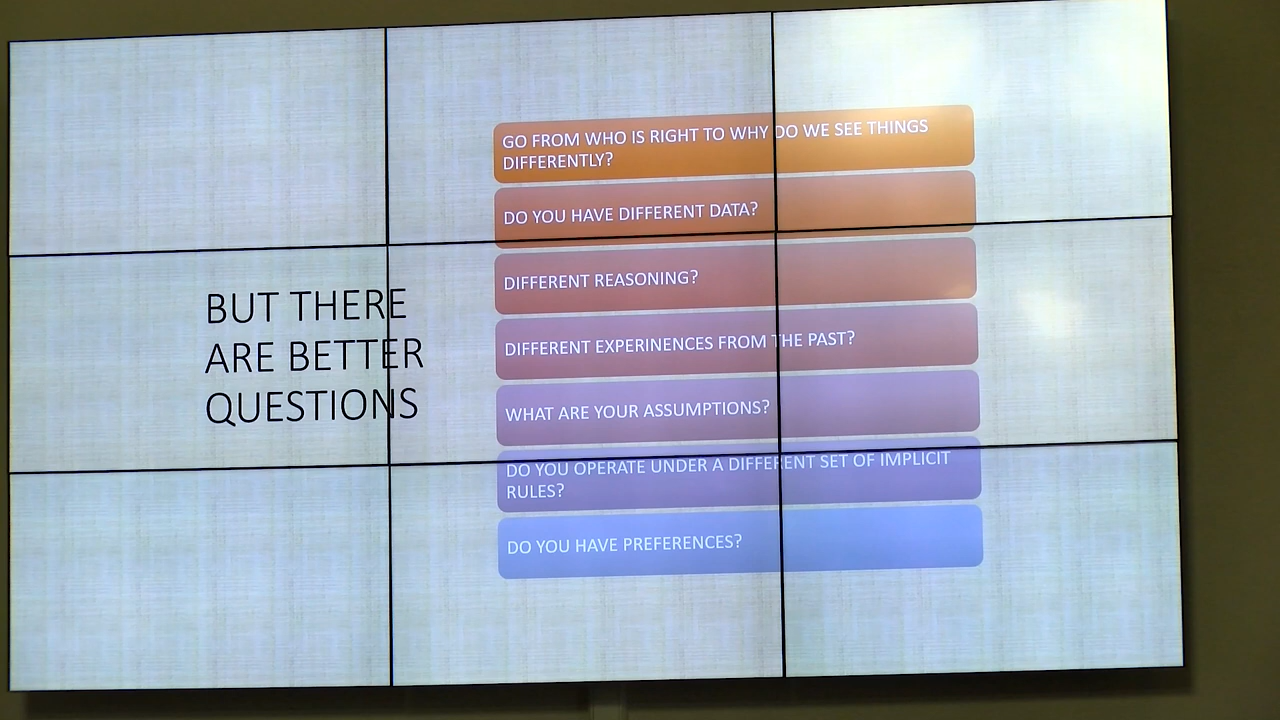 BUT THERE
ARE BETTER
QUESTIONS
GO FROM WHO IS RIGHT TO WHY DO WE SEE THINGS
DIFFERENTLY?
DO YOU HAVE DIFFERENT DATA?
DIFFERENT REASONING?
DIFFERENT EXPERINENCES FROM THE PAST?
WHAT ARE YOUR ASSUMPTIONS?
DO YOU OPERATE UNDER A DIFFERENT SET OF IMPLICIT
RULES?
DO YOU HAVE PREFERENCES?